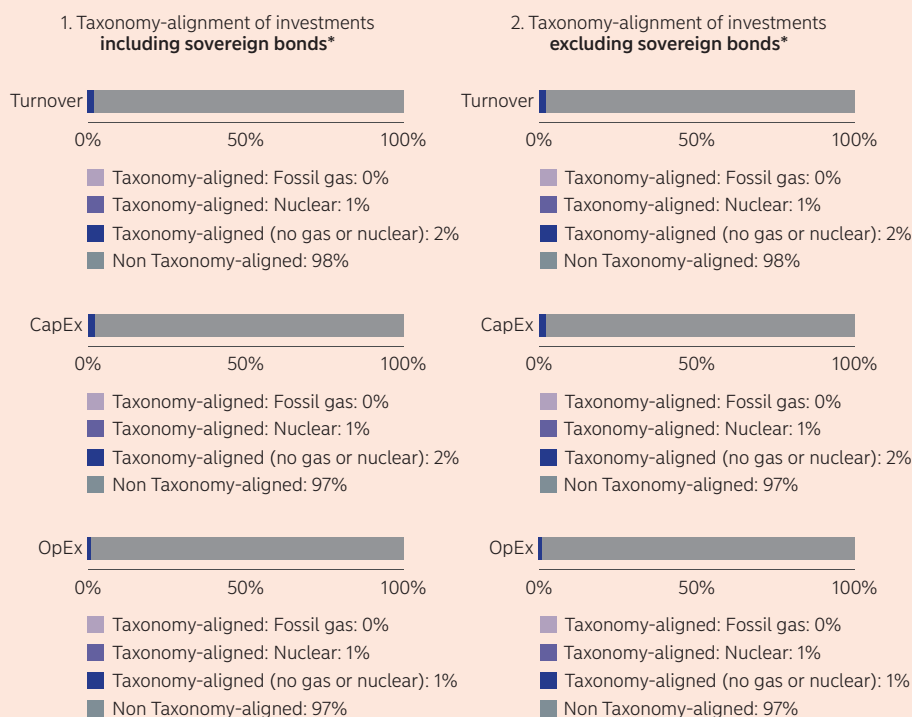 1. Taxonomy-alignment of investments
including sovereign bonds*
Turnover
0% 50% 100%
Taxonomy-aligned: Fossil gas: 0%
Taxonomy-aligned: Nuclear: 1%
Taxonomy-aligned (no gas or nuclear): 2%
Non Taxonomy-aligned: 98%
CapEx
0% 50% 100%
Taxonomy-aligned: Fossil gas: 0%
Taxonomy-aligned: Nuclear: 1%
Taxonomy-aligned (no gas or nuclear): 2%
Non Taxonomy-aligned: 97%
OpEx
0% 50% 100%
Taxonomy-aligned: Fossil gas: 0%
Taxonomy-aligned: Nuclear: 1%
Taxonomy-aligned (no gas or nuclear): 1%
Non Taxonomy-aligned: 97%
2. Taxonomy-alignment of investments
excluding sovereign bonds*
Turnover
0% 50% 100%
Taxonomy-aligned: Fossil gas: 0%
Taxonomy-aligned: Nuclear: 1%
Taxonomy-aligned (no gas or nuclear): 2%
Non Taxonomy-aligned: 98%
CapEx
0% 50% 100%
Taxonomy-aligned: Fossil gas: 0%
Taxonomy-aligned: Nuclear: 1%
Taxonomy-aligned (no gas or nuclear): 2%
Non Taxonomy-aligned: 97%
OpEx
0% 50% 100%
Taxonomy-aligned: Fossil gas: 0%
Taxonomy-aligned: Nuclear: 1%
Taxonomy-aligned (no gas or nuclear): 1%
Non Taxonomy-aligned: 97%